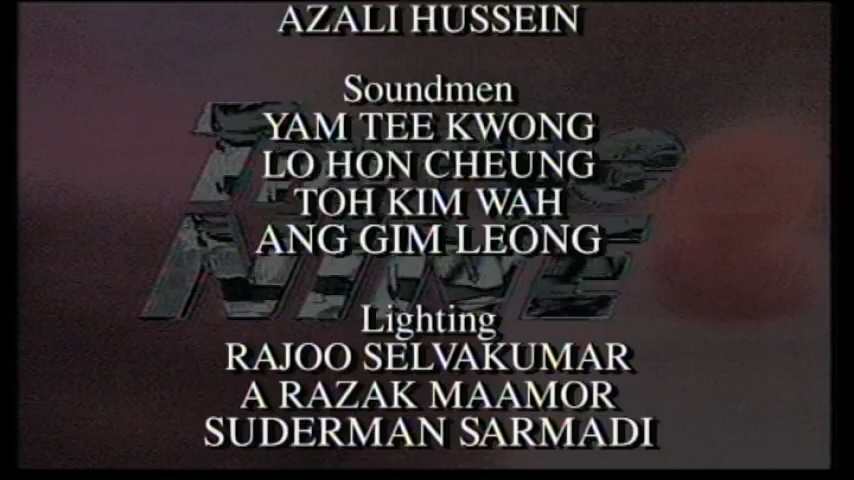 AZALI HUSSEIN
Soundmen
YAM TEE KWONG
LO HON CHEUNG
TOH KIM WAH
ANG GIM LEONG
NINE
Lighting
RAJOO SELVAKUMAR
A RAZAK MAAMOR
SUDERMAN SARMADI